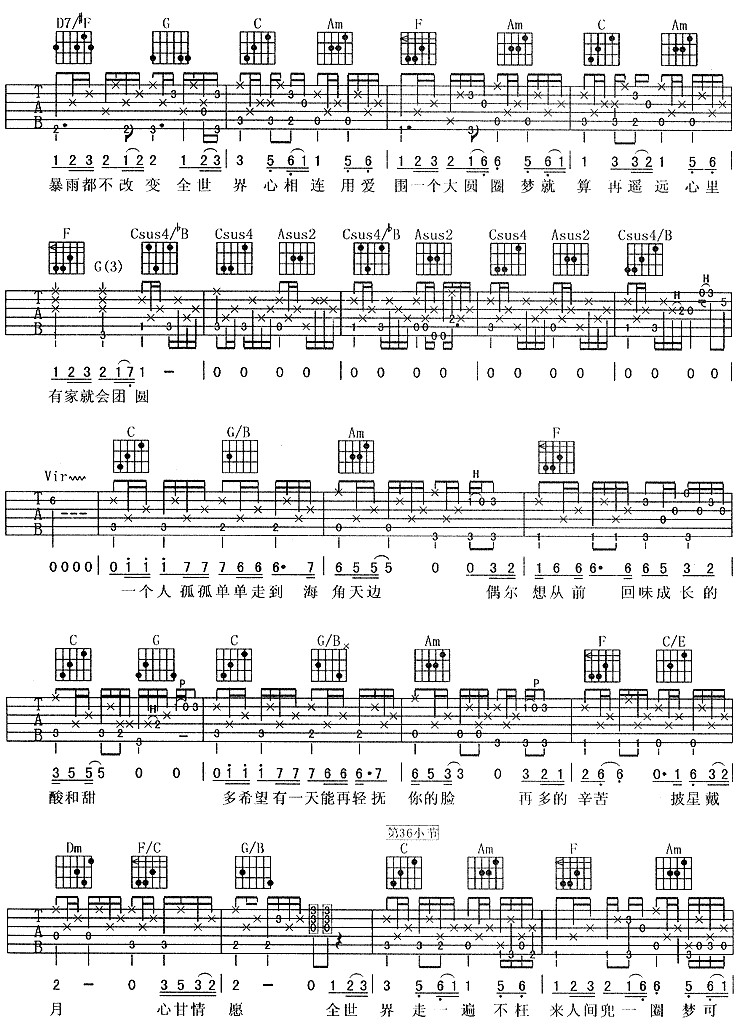 D7/#F G C Am F Am C Am
T A B
1 2 3 2 1 2 2 1 2 3 | 3 5 6 1 1 5 6 | 1 2 3 2 1 6 6 5 1 | 1 3 3 2 1 1 5 6
暴雨都不改变 全世界 心相连 用爱围一个大圆圈 梦就算 再遥远 心里
F G(3) Csus4/♭B Csus4 Asus2 Csus4/♭B Asus2 Csus4 Asus2 Csus4/B
H H
T A B
1 2 3 2 1 7 1 - | 0 0 0 0 | 0 0 0 0 | 0 0 0 0 | 0 0 0 0
有家就会团圆
C G/B Am F
Vir
H
T A B
0 0 0 0 | 0 i i i 7 7 7 6 6 6· 7 | 6 5 5 5 0 0 3 2 | 1 6 6 6· 6 5 3 2
一个人 孤孤单单走到 海角天边 偶尔 想从前 回味成长的
C G C G/B Am F C/E
P H P
T A B
3 5 5 5 0 0 | 0 i i i 7 7 7 6 6 6·7 | 6 5 3 3 0 3 2 1 | 2 6 6 0·1 6 3 2
酸和甜 多希望有一天能再轻抚 你的脸 再多的辛苦 披星戴
第36小节
Dm F/C G/B C Am F Am
T A B
2 - 0 3 5 3 2 | 2 - 0 1 2 3 | 3 5 6 1 1 5 6 | 1 2 3 2 1 6 6 5 1
月 心甘情愿 全世界 走一遍 不枉 来人间兜一圈 梦可